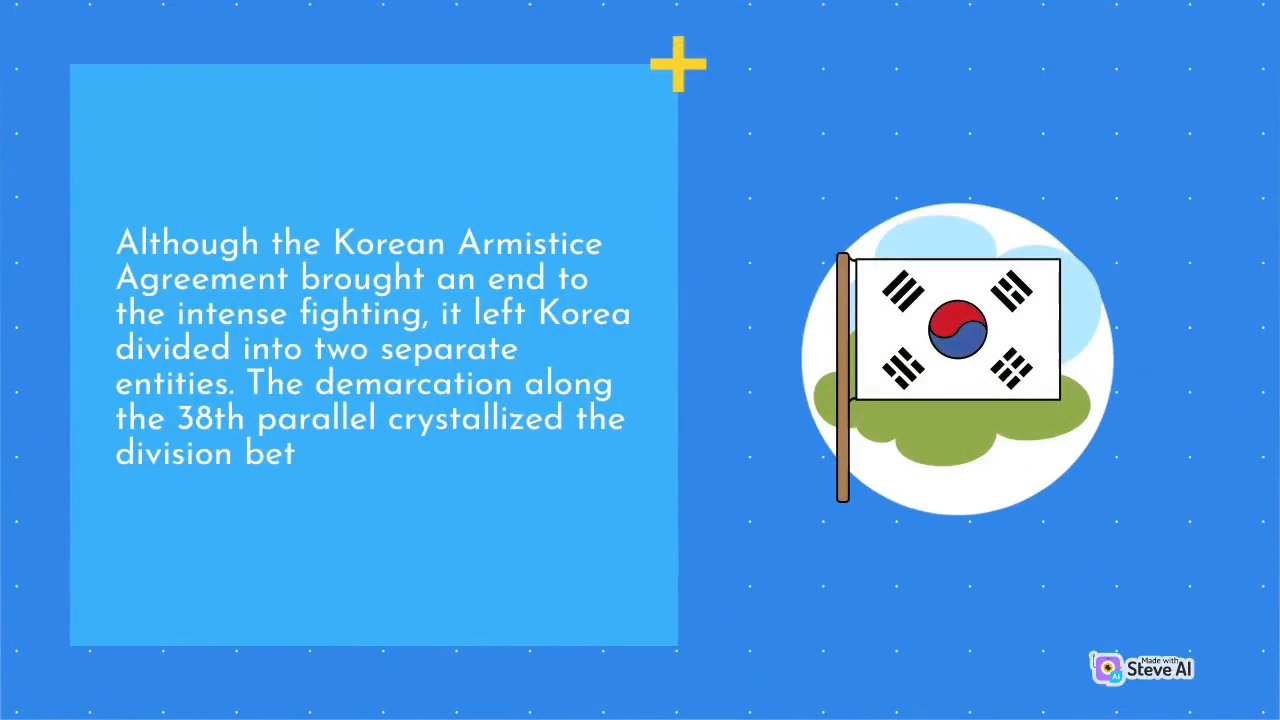 Although the Korean Armistice
Agreement brought an end to
the intense fighting, it left Korea
divided into two separate
entities. The demarcation along
the 38th parallel crystallized the
division bet
Made with
Steve AI
AI